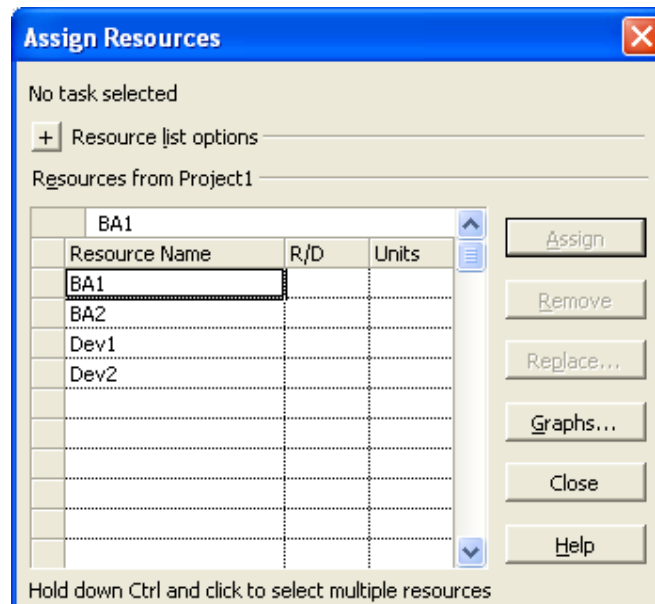 Assign Resources
No task selected
+ Resource list options
Resources from Project1
BA1
Resource Name R/D Units
BA1
BA2
Dev1
Dev2
Assign
Remove
Replace...
Graphs...
Close
Help
Hold down Ctrl and click to select multiple resources